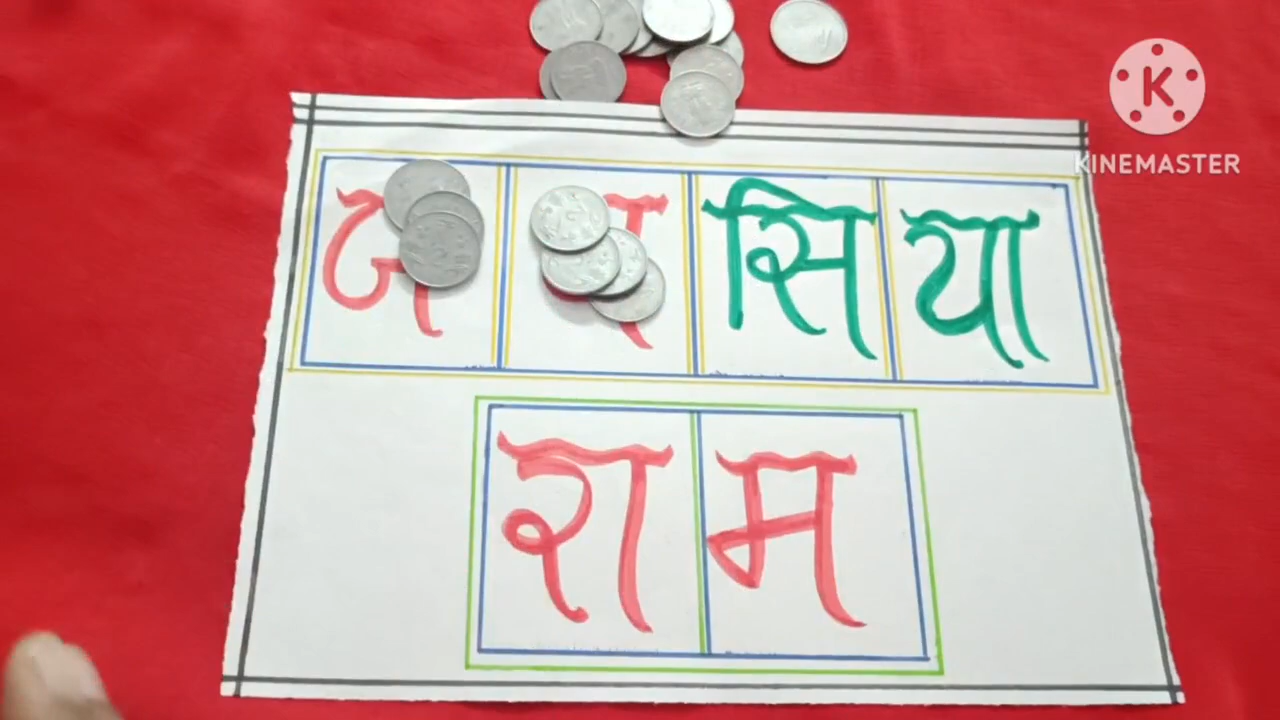 KINEMASTER
ज य सि या
रा म